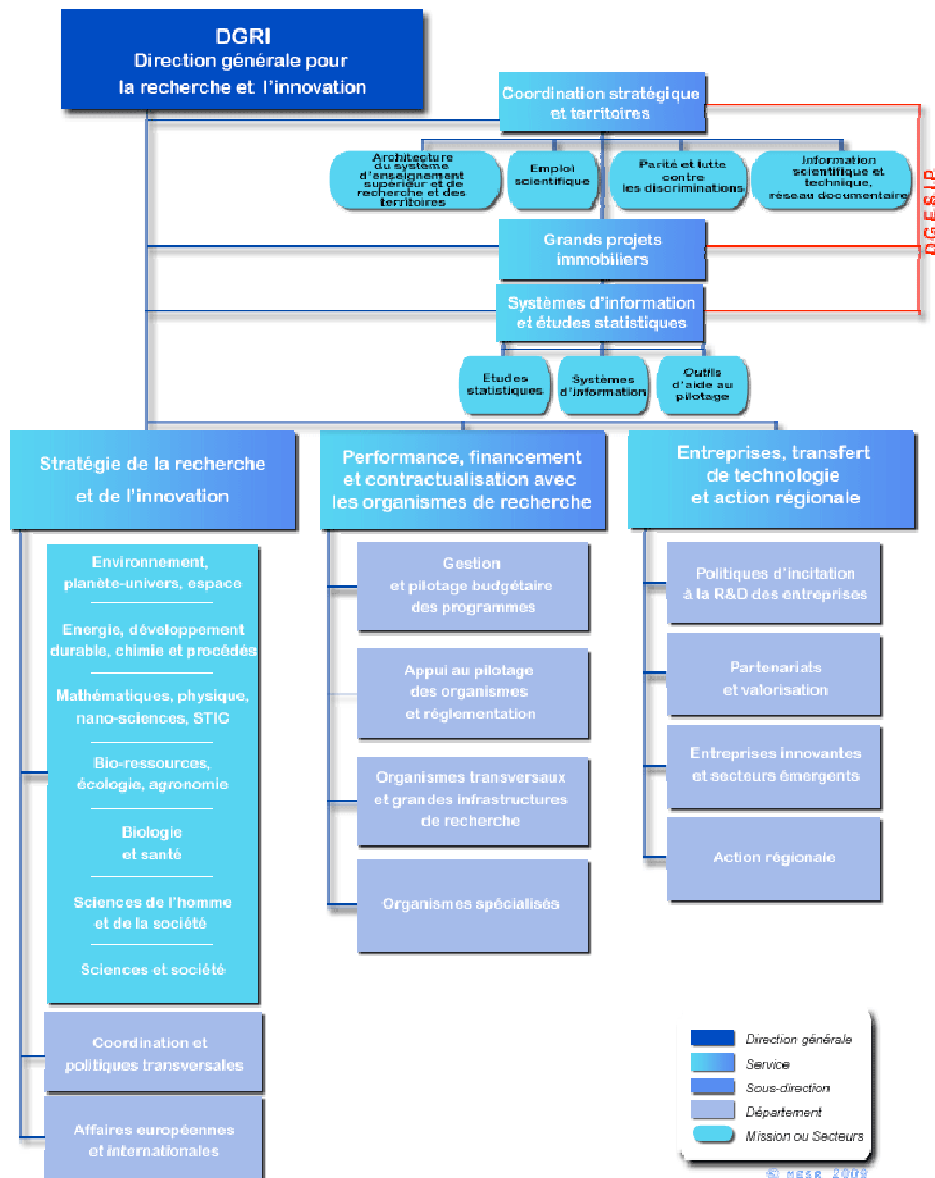 DGRI
Direction générale pour
la recherche et l'innovation
Coordination stratégique
et territoires
Architecture
du système
d'enseignement
supérieur et de
recherche et des
territoires
Emploi
scientifique
Parité et lutte
contre
les discriminations
Information
scientifique et
technique,
réseau documentaire
D.G.E.S.I.P
Grands projets
immobiliers
Systèmes d'information
et études statistiques
Etudes
statistiques
Systèmes
d'information
Outils
d'aide au
pilotage
Stratégie de la recherche
et de l'innovation
Environnement,
planète-univers, espace
Energie, développement
durable, chimie et procédés
Mathématiques, physique,
nano-sciences, STIC
Bio-ressources,
écologie, agronomie
Biologie
et santé
Sciences de l'homme
et de la société
Sciences et société
Coordination et
politiques transversales
Affaires européennes
et internationales
Performance, financement
et contractualisation avec
les organismes de recherche
Gestion
et pilotage budgétaire
des programmes
Appui au pilotage
des organismes
et réglementation
Organismes transversaux
et grandes infrastructures
de recherche
Organismes spécialisés
Entreprises, transfert
de technologie
et action régionale
Politiques d'incitation
à la R&D des entreprises
Partenariats
et valorisation
Entreprises innovantes
et secteurs émergents
Action régionale
Direction générale
Service
Sous-direction
Département
Mission ou Secteurs
© MESR 2009